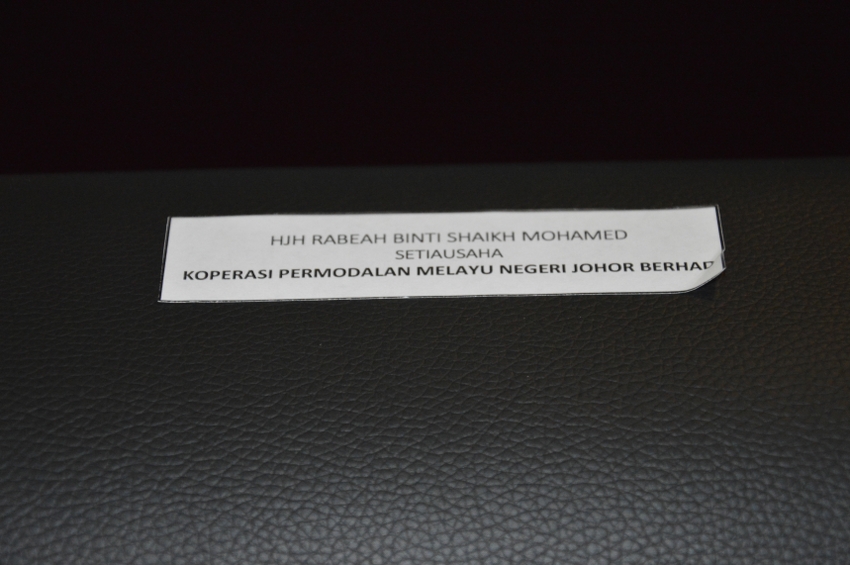 HJH RABEAH BINTI SHAIKH MOHAMED
SETIAUSAHA
KOPERASI PERMODALAN MELAYU NEGERI JOHOR BERHAD